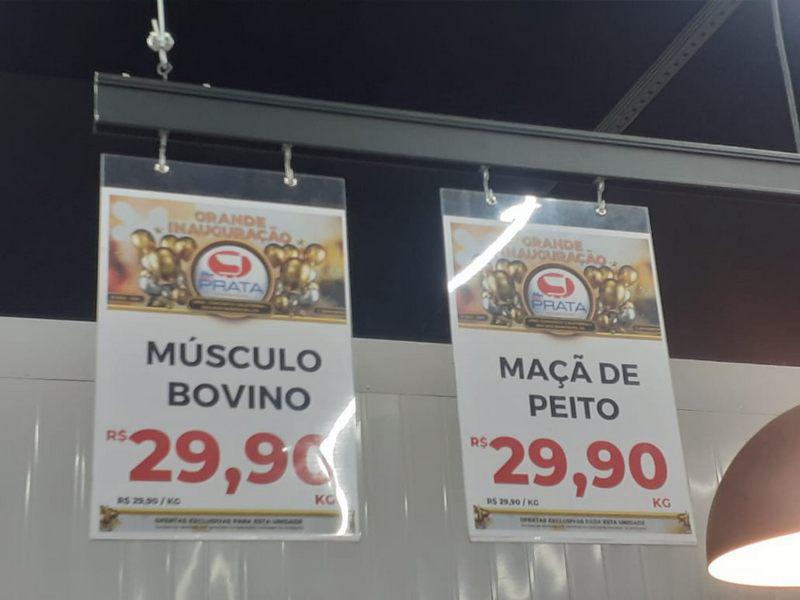 GRANDE
INAUGURAÇÃO
PRATA
MÚSCULO
BOVINO
R$ 29,90
R$ 29,90 / KG KG
OFERTAS EXCLUSIVAS PARA ESTA UNIDADE
GRANDE
INAUGURAÇÃO
PRATA
MAÇÃ DE
PEITO
R$ 29,90
R$ 29,90 / KG KG
OFERTAS EXCLUSIVAS PARA ESTA UNIDADE